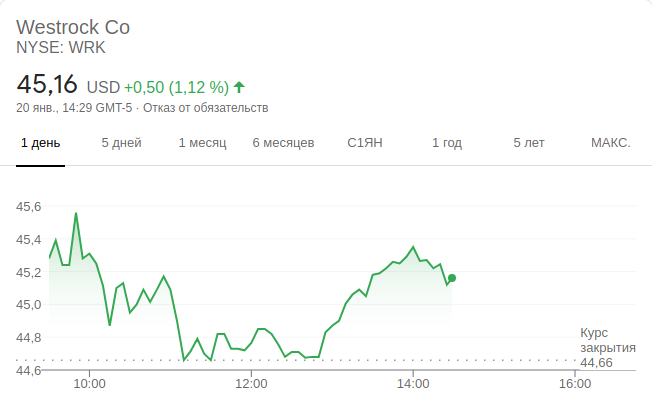 Westrock Co
NYSE: WRK
45,16 USD +0,50 (1,12 %)
20 янв., 14:29 GMT-5 · Отказ от обязательств
1 день 5 дней 1 месяц 6 месяцев С1ЯН 1 год 5 лет МАКС.
45,6
45,4
45,2
45,0
44,8
44,6
Курс
закрытия
44,66
10:00 12:00 14:00 16:00